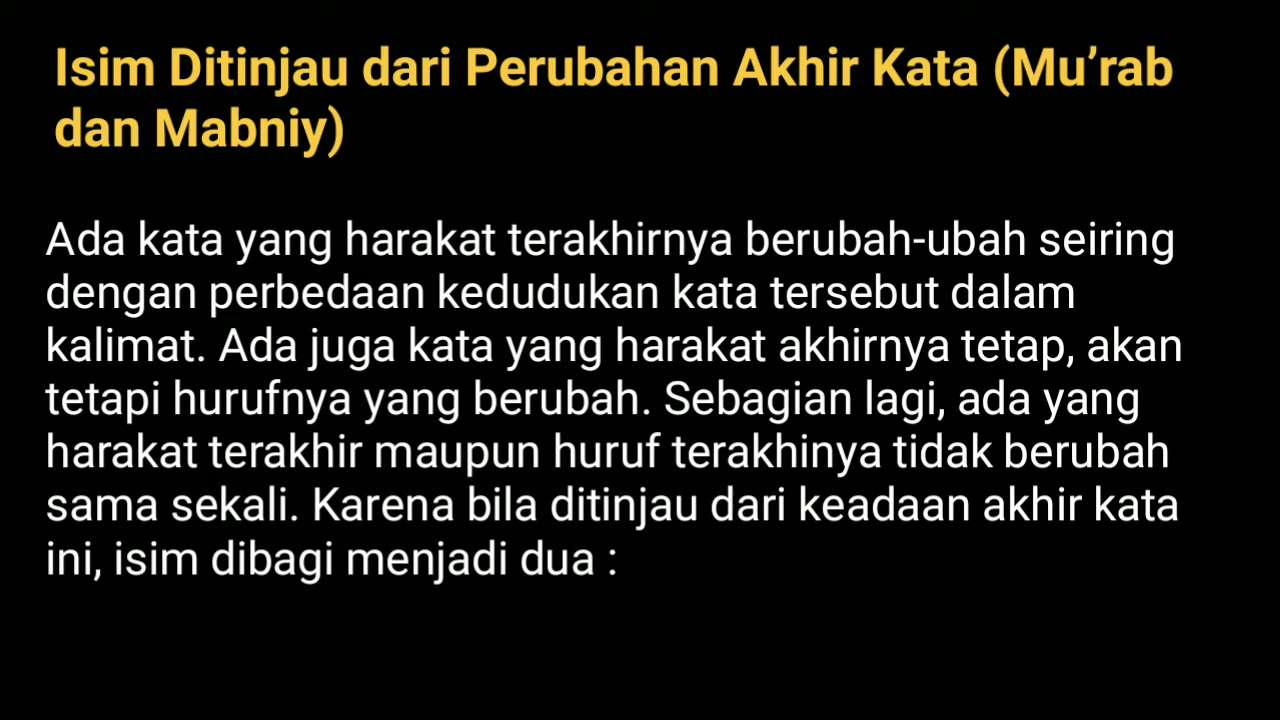 Isim Ditinjau dari Perubahan Akhir Kata (Mu’rab
dan Mabniy)
Ada kata yang harakat terakhirnya berubah-ubah seiring
dengan perbedaan kedudukan kata tersebut dalam
kalimat. Ada juga kata yang harakat akhirnya tetap, akan
tetapi hurufnya yang berubah. Sebagian lagi, ada yang
harakat terakhir maupun huruf terakhinya tidak berubah
sama sekali. Karena bila ditinjau dari keadaan akhir kata
ini, isim dibagi menjadi dua :